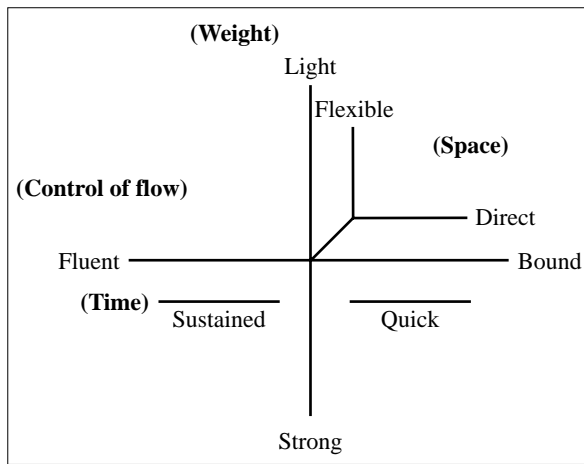 (Weight)
Light
Flexible
(Space)
(Control of flow)
Direct
Fluent
Bound
(Time)
Sustained
Quick
Strong